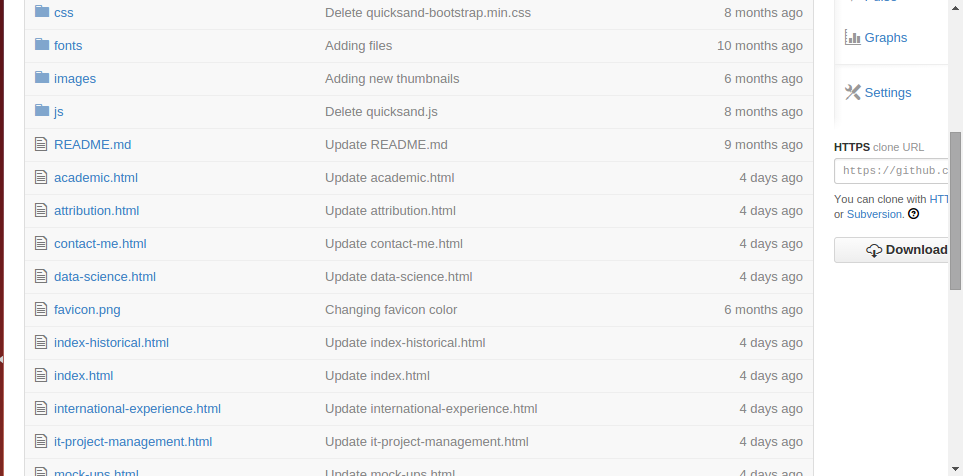 css Delete quicksand-bootstrap.min.css 8 months ago
fonts Adding files 10 months ago
images Adding new thumbnails 6 months ago
js Delete quicksand.js 8 months ago
README.md Update README.md 9 months ago
academic.html Update academic.html 4 days ago
attribution.html Update attribution.html 4 days ago
contact-me.html Update contact-me.html 4 days ago
data-science.html Update data-science.html 4 days ago
favicon.png Changing favicon color 6 months ago
index-historical.html Update index-historical.html 4 days ago
index.html Update index.html 4 days ago
international-experience.html Update international-experience.html 4 days ago
it-project-management.html Update it-project-management.html 4 days ago
mock-ups.html Update mock-ups.html 4 days ago
Graphs
Settings
HTTPS clone URL
https://github.c
You can clone with HTT
or Subversion.
Download